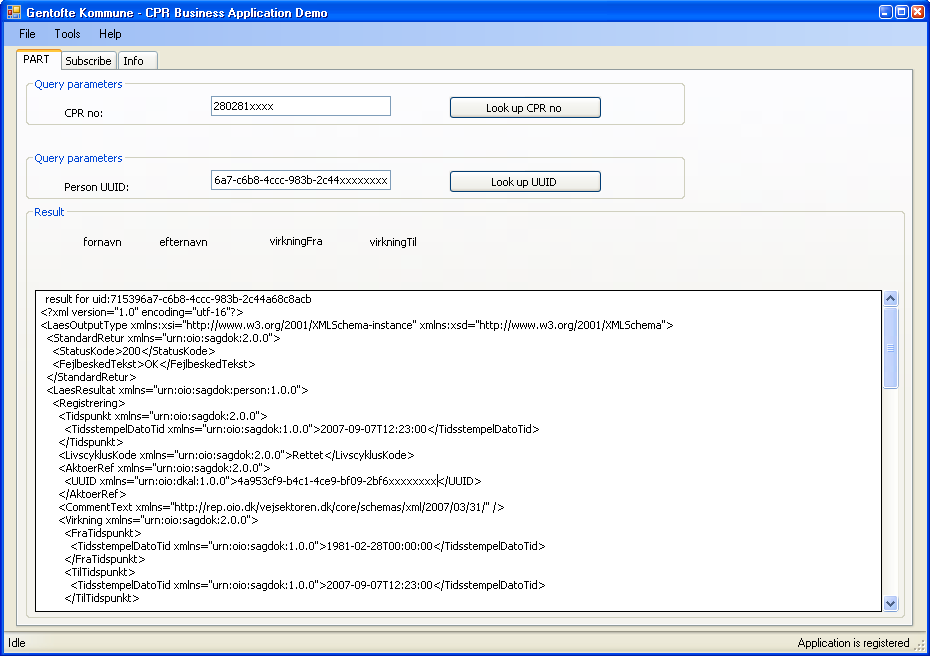 Gentofte Kommune - CPR Business Application Demo
File Tools Help
PART Subscribe Info
Query parameters
CPR no: 280281xxxx Look up CPR no
Query parameters
Person UUID: 6a7-c6b8-4ccc-983b-2c44xxxxxxxx Look up UUID
Result
fornavn efternavn virkningFra virkningTil
result for uid:715396a7-c6b8-4ccc-983b-2c44a68c8acb
<?xml version="1.0" encoding="utf-16"?>
<LaesOutputType xmlns:xsi="http://www.w3.org/2001/XMLSchema-instance" xmlns:xsd="http://www.w3.org/2001/XMLSchema">
<StandardRetur xmlns="urn:oio:sagdok:2.0.0">
<StatusKode>200</StatusKode>
<FejlbeskedTekst>OK</FejlbeskedTekst>
</StandardRetur>
<LaesResultat xmlns="urn:oio:sagdok:person:1.0.0">
<Registrering>
<Tidspunkt xmlns="urn:oio:sagdok:2.0.0">
<TidsstempelDatoTid xmlns="urn:oio:sagdok:1.0.0">2007-09-07T12:23:00</TidsstempelDatoTid>
</Tidspunkt>
<LivscyklusKode xmlns="urn:oio:sagdok:2.0.0">Rettet</LivscyklusKode>
<AktoerRef xmlns="urn:oio:sagdok:2.0.0">
<UUID xmlns="urn:oio:dkal:1.0.0">4a953cf9-b4c1-4ce9-bf09-2bf6xxxxxxxx</UUID>
</AktoerRef>
<CommentText xmlns="http://rep.oio.dk/vejsektoren.dk/core/schemas/xml/2007/03/31/" />
<Virkning xmlns="urn:oio:sagdok:2.0.0">
<FraTidspunkt>
<TidsstempelDatoTid xmlns="urn:oio:sagdok:1.0.0">1981-02-28T00:00:00</TidsstempelDatoTid>
</FraTidspunkt>
<TilTidspunkt>
<TidsstempelDatoTid xmlns="urn:oio:sagdok:1.0.0">2007-09-07T12:23:00</TidsstempelDatoTid>
</TilTidspunkt>
Idle Application is registered